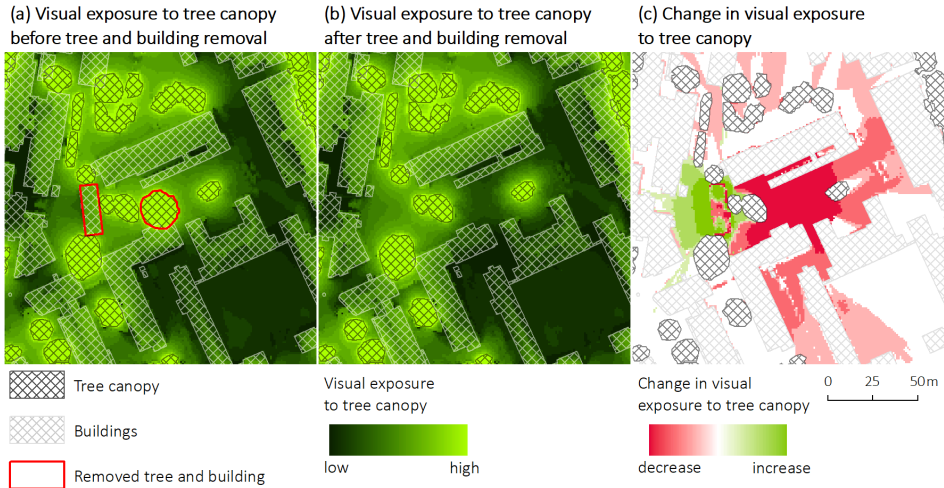 (a) Visual exposure to tree canopy
before tree and building removal
(b) Visual exposure to tree canopy
after tree and building removal
(c) Change in visual exposure
to tree canopy
Tree canopy
Buildings
Removed tree and building
Visual exposure
to tree canopy
low high
Change in visual
exposure to tree canopy
decrease increase
0 25 50 m